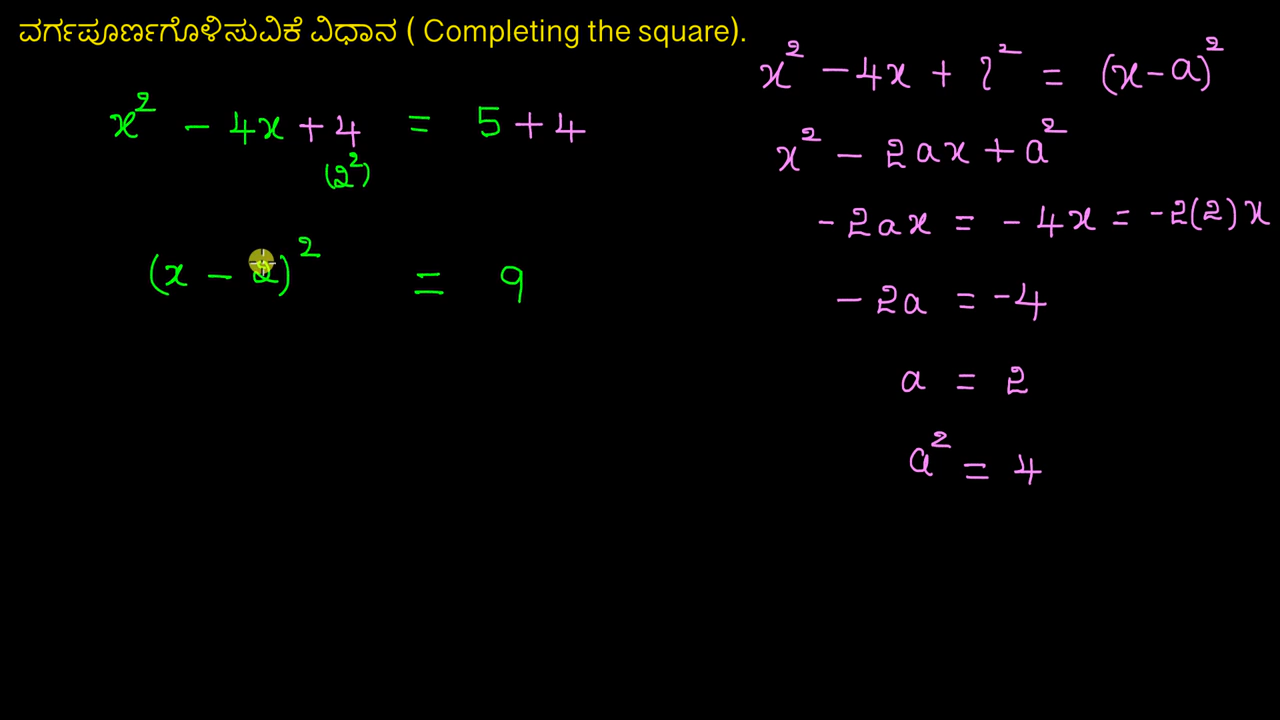 ವರ್ಗಪೂರ್ಣಗೊಳಿಸುವಿಕೆ ವಿಧಾನ ( Completing the square).
x² - 4x + 4 = 5 + 4
(2²)
(x - 2)² = 9
x² - 4x + ?² = (x - a)²
x² - 2ax + a²
-2ax = -4x = -2(2)x
-2a = -4
a = 2
a² = 4